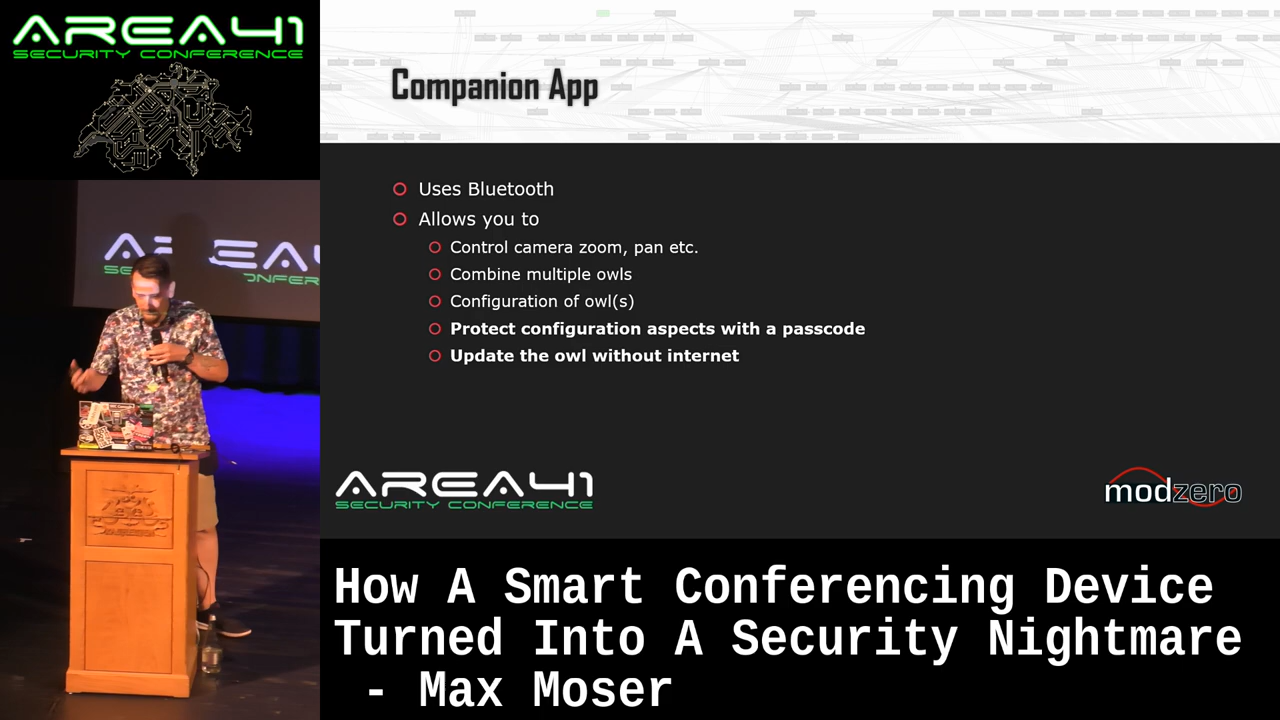 AREA41
SECURITY CONFERENCE
Companion App
Uses Bluetooth
Allows you to
Control camera zoom, pan etc.
Combine multiple owls
Configuration of owl(s)
Protect configuration aspects with a passcode
Update the owl without internet
AREA41
SECURITY CONFERENCE
modzero
How A Smart Conferencing Device
Turned Into A Security Nightmare
- Max Moser